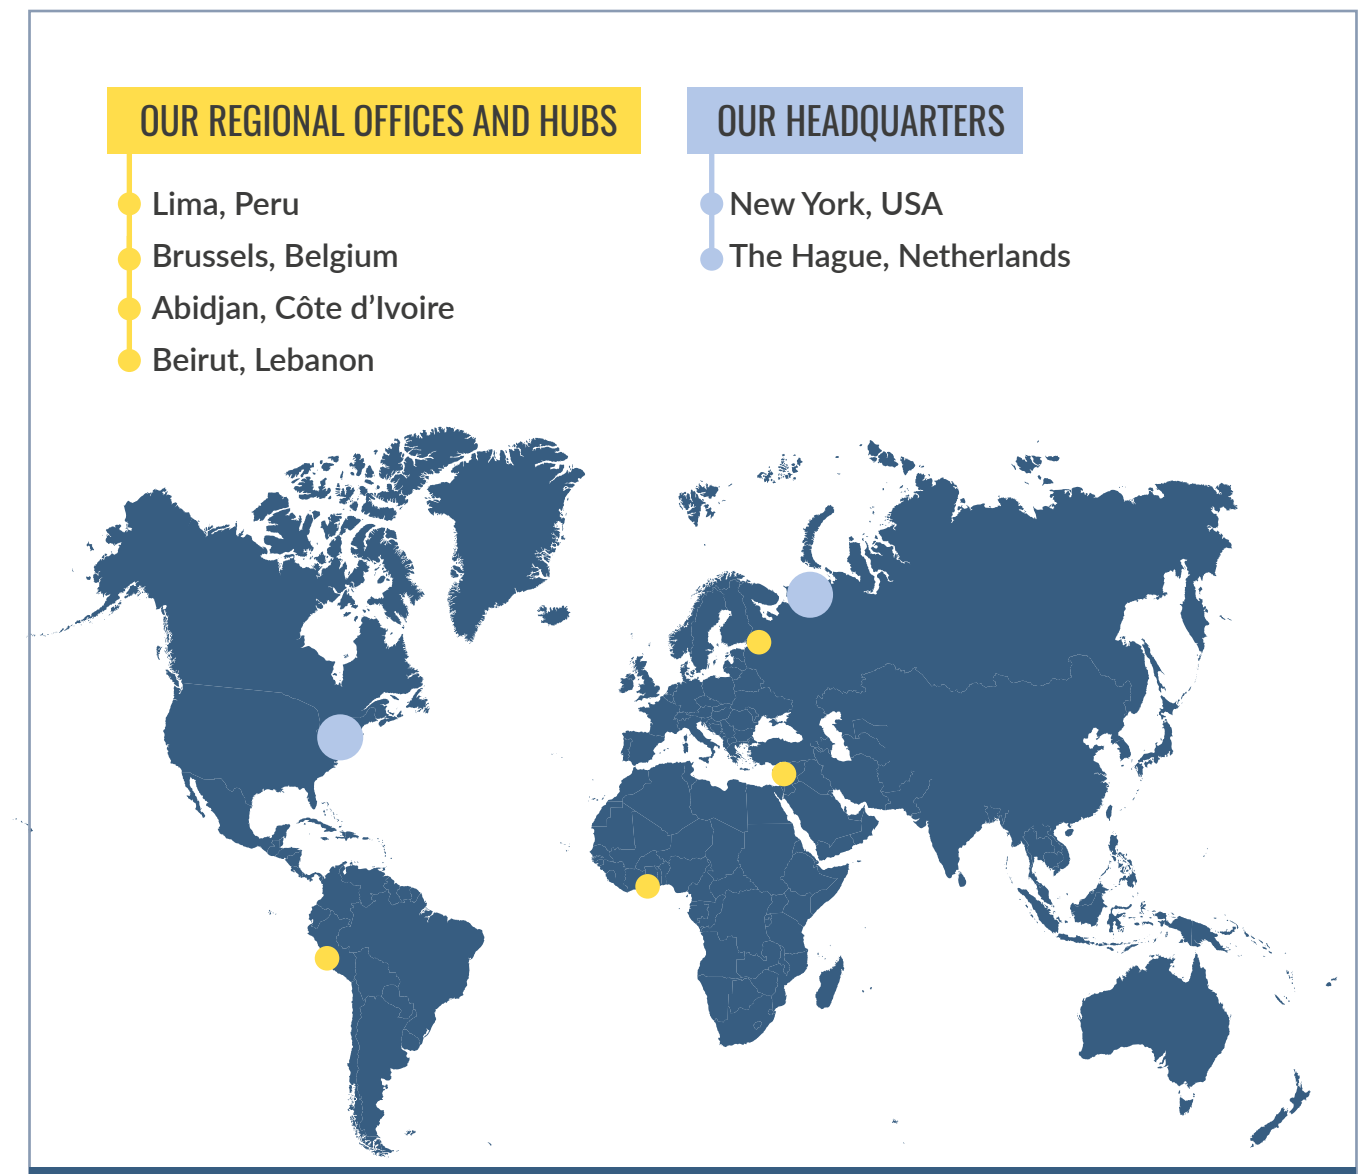 OUR REGIONAL OFFICES AND HUBS
Lima, Peru
Brussels, Belgium
Abidjan, Côte d’Ivoire
Beirut, Lebanon
OUR HEADQUARTERS
New York, USA
The Hague, Netherlands